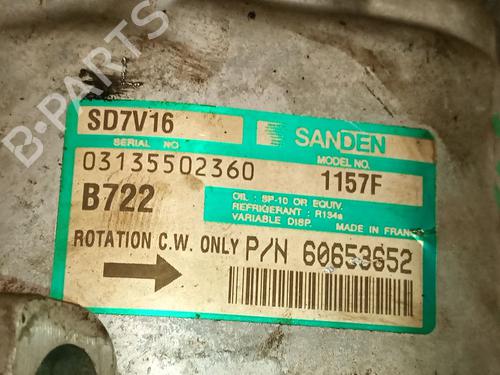 B-PARTS
SD7V16
SANDEN
SERIAL NO
MODEL NO.
03135502360
1157F
B722
OIL : SP-10 OR EQUIV.
REFRIGERANT : R134a
VARIABLE DISP. MADE IN FRANCE
ROTATION C.W. ONLY
P/N 60653652